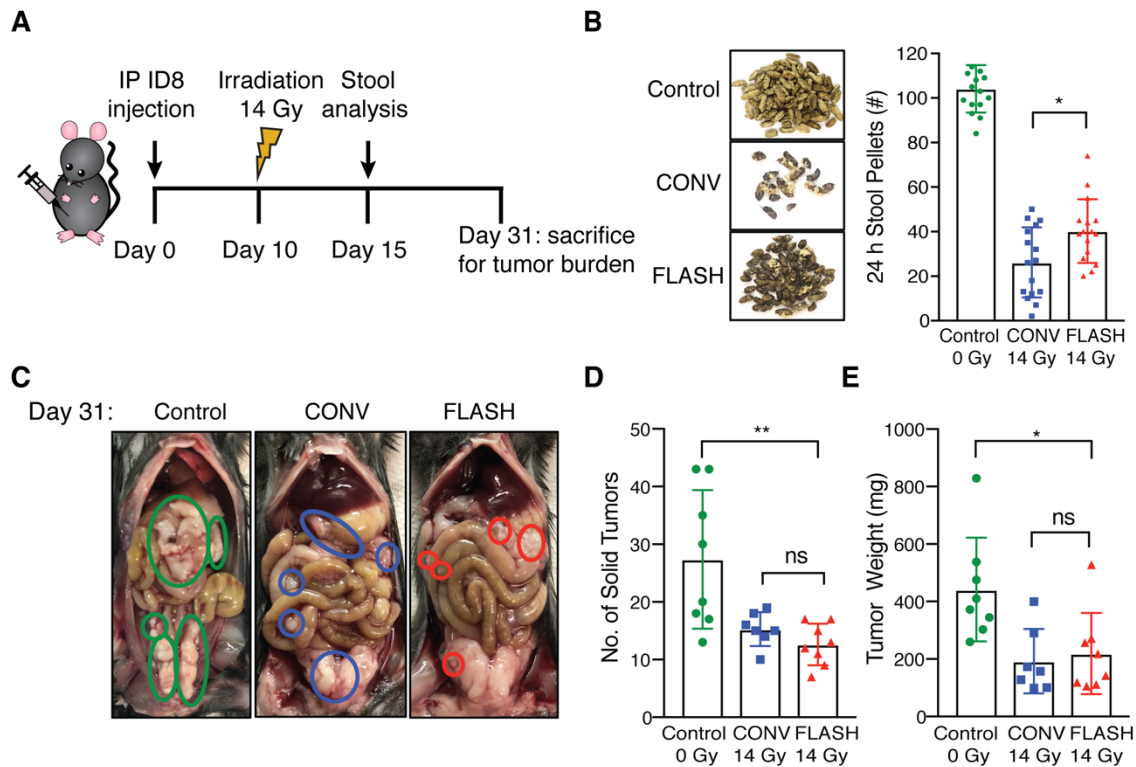 A
IP ID8
injection
Irradiation
14 Gy
Stool
analysis
Day 0
Day 10
Day 15
Day 31: sacrifice
for tumor burden
B
Control
CONV
FLASH
24 h Stool Pellets (#)
120
100
80
60
40
20
0
*
Control
0 Gy
CONV
14 Gy
FLASH
14 Gy
C
Day 31:
Control
CONV
FLASH
D
No. of Solid Tumors
50
40
30
20
10
0
**
ns
Control
0 Gy
CONV
14 Gy
FLASH
14 Gy
E
Tumor Weight (mg)
1000
800
600
400
200
0
*
ns
Control
0 Gy
CONV
14 Gy
FLASH
14 Gy